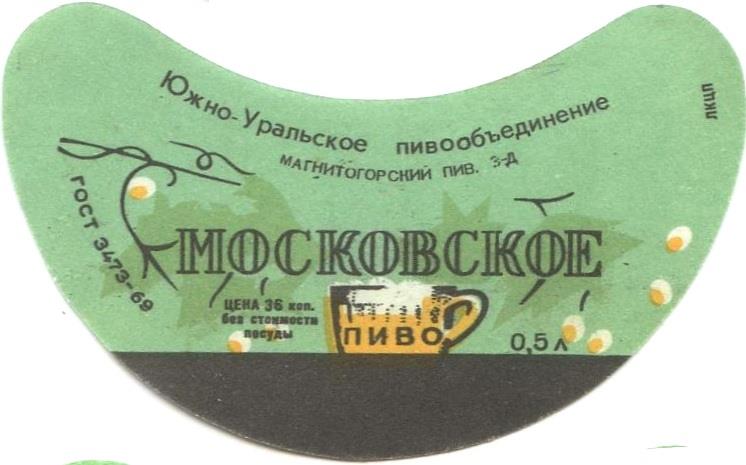 Южно-Уральское пивообъединение
МАГНИТОГОРСКИЙ ПИВ. З-Д
ЛКЦП
ГОСТ 3473-69
МОСКОВСКОЕ
ЦЕНА 36 коп.
без стоимости
посуды
ПИВО
0,5 л